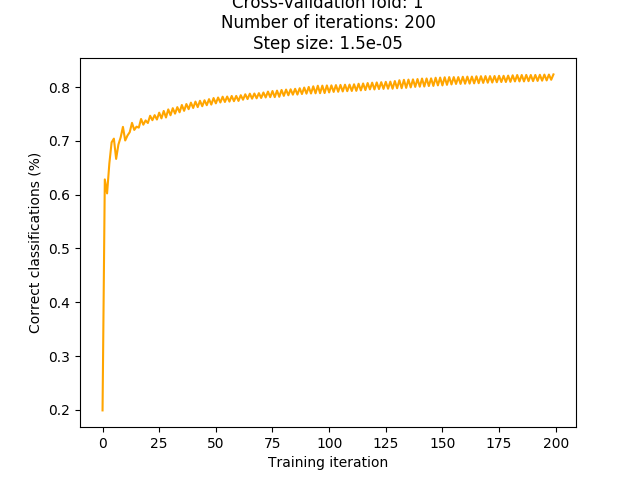 Cross-validation fold: 1
Number of iterations: 200
Step size: 1.5e-05
0.8
0.7
0.6
0.5
0.4
0.3
0.2
Correct classifications (%)
0 25 50 75 100 125 150 175 200
Training iteration